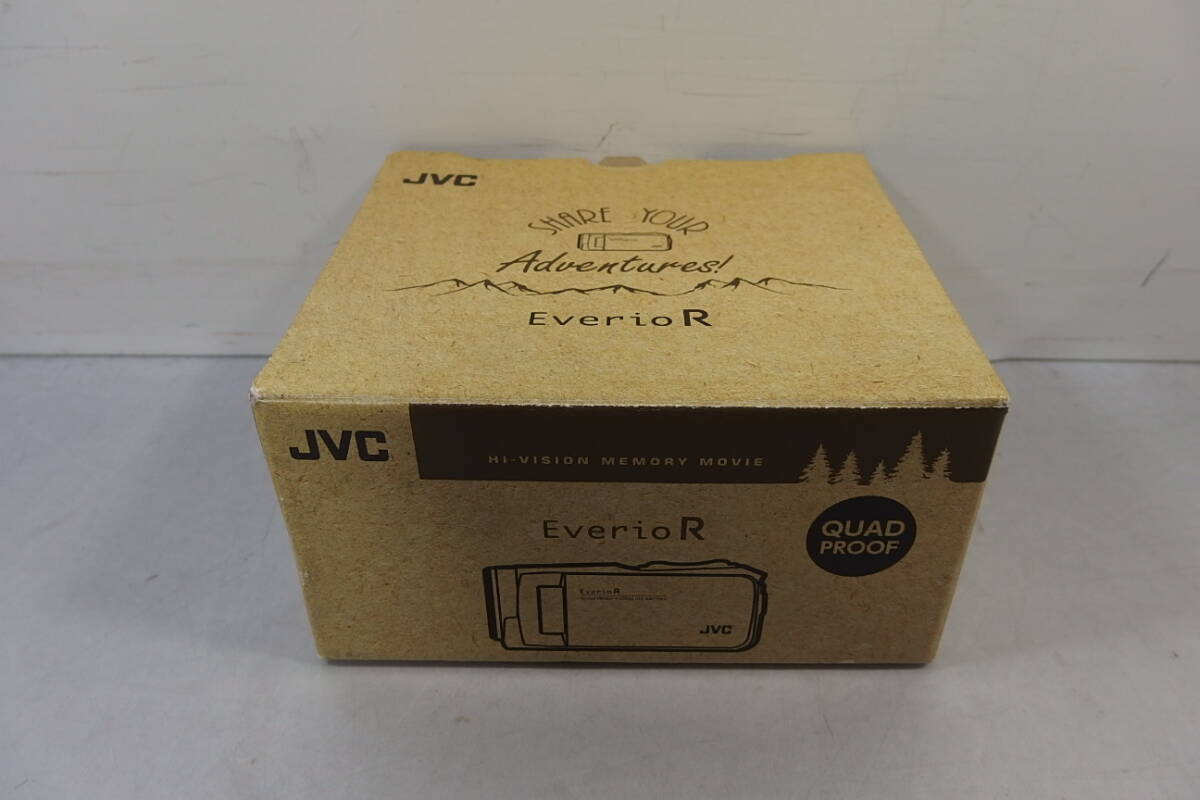 JVC
SHARE YOUR
Adventures!
Everio R
JVC
Hi-VISION MEMORY MOVIE
Everio R
QUAD
PROOF
Everio R
JVC